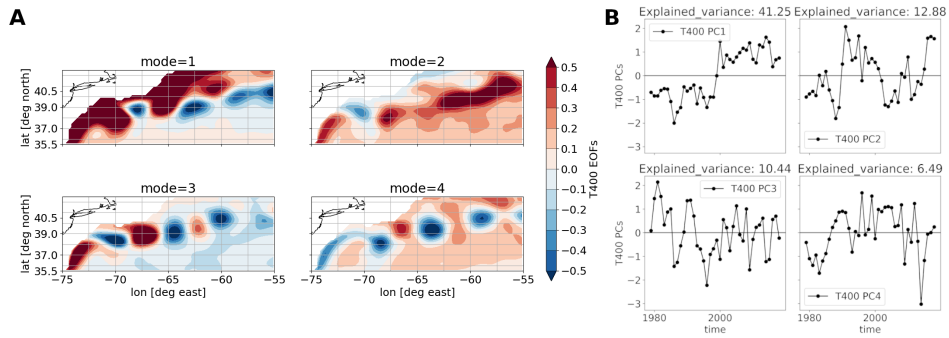 A
mode=1
mode=2
40.5
39.0
37.0
35.5
lat [deg north]
mode=3
mode=4
40.5
39.0
37.0
35.5
lat [deg north]
−75 −70 −65 −60 −55
−75 −70 −65 −60 −55
lon [deg east]
lon [deg east]
0.5
0.4
0.3
0.2
0.1
0.0
−0.1
−0.2
−0.3
−0.4
−0.5
T400 EOFs
B
Explained_variance: 41.25
Explained_variance: 12.88
T400 PC1
T400 PC2
2
1
0
−1
−2
−3
T400 PCs
Explained_variance: 10.44
Explained_variance: 6.49
T400 PC3
T400 PC4
2
1
0
−1
−2
−3
T400 PCs
1980 2000
1980 2000
time
time